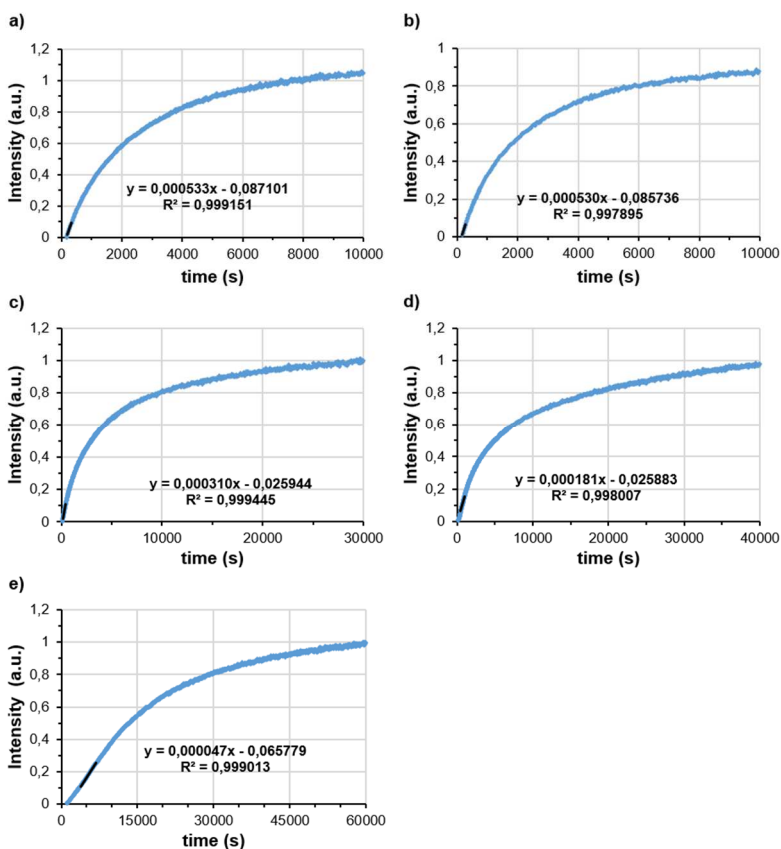 a)
1,2
1
0,8
0,6
0,4
0,2
0
Intensity (a.u.)
y = 0,000533x - 0,087101
R² = 0,999151
0 2000 4000 6000 8000 10000
time (s)
b)
1
0,8
0,6
0,4
0,2
0
Intensity (a.u.)
y = 0,000530x - 0,085736
R² = 0,997895
0 2000 4000 6000 8000 10000
time (s)
c)
1,2
1
0,8
0,6
0,4
0,2
0
Intensity (a.u.)
y = 0,000310x - 0,025944
R² = 0,999445
0 10000 20000 30000
time (s)
d)
1,2
1
0,8
0,6
0,4
0,2
0
Intensity (a.u.)
y = 0,000181x - 0,025883
R² = 0,998007
0 10000 20000 30000 40000
time (s)
e)
1,2
1
0,8
0,6
0,4
0,2
0
Intensity (a.u.)
y = 0,000047x - 0,065779
R² = 0,999013
0 15000 30000 45000 60000
time (s)